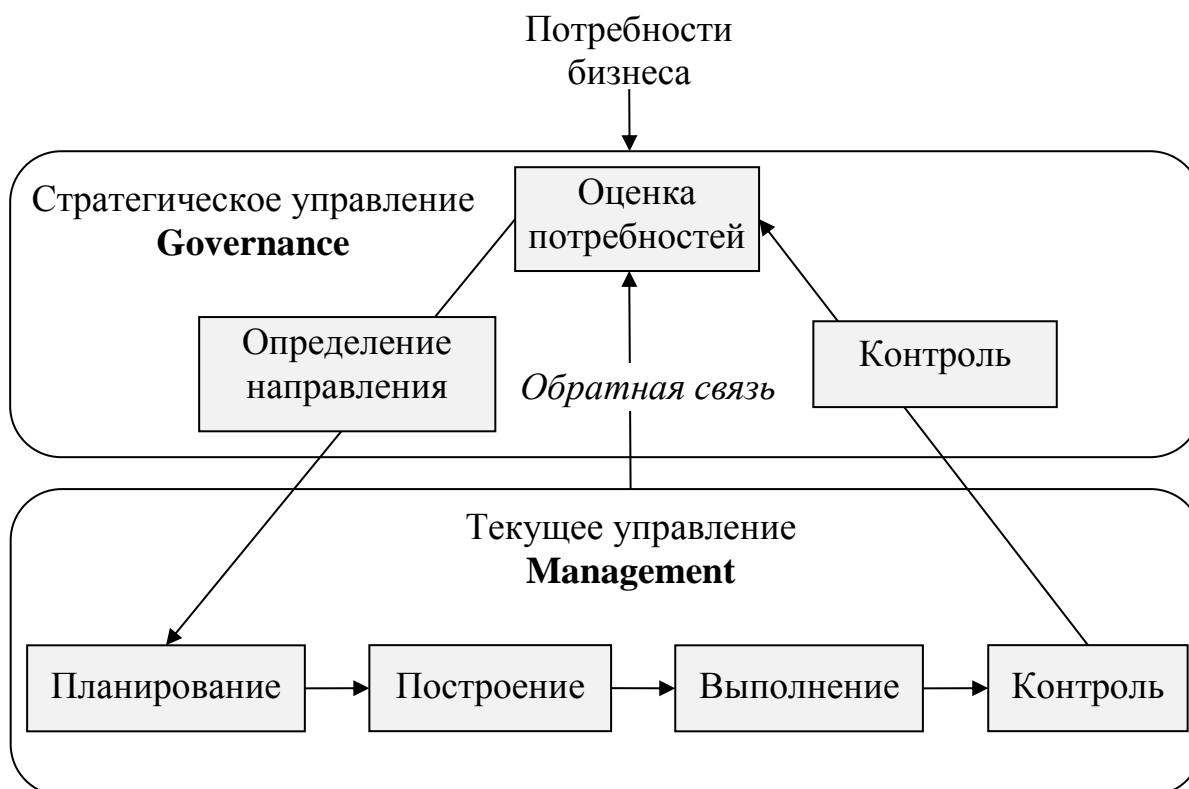 Потребности
бизнеса
Стратегическое управление
Governance
Оценка
потребностей
Определение
направления
Обратная связь
Контроль
Текущее управление
Management
Планирование
Построение
Выполнение
Контроль